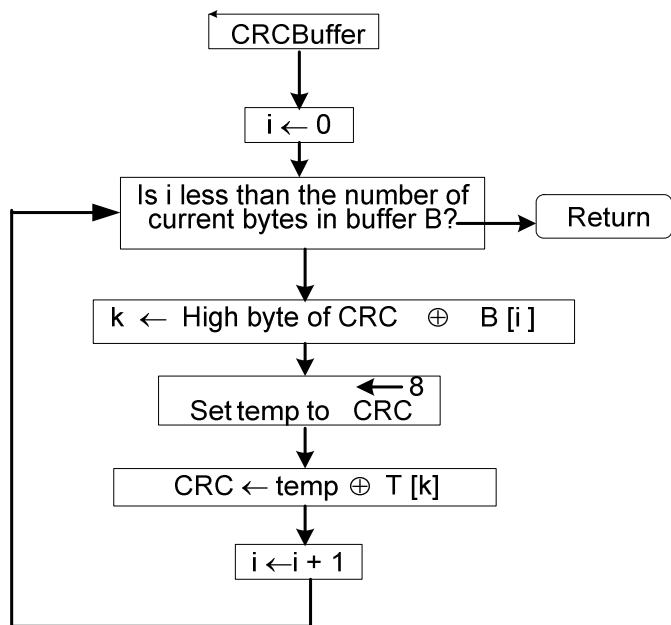 CRCBuffer
i ← 0
Is i less than the number of
current bytes in buffer B?
Return
k ← High byte of CRC ⊕ B [i ]
← 8
Set temp to CRC
CRC ← temp ⊕ T [k]
i ←i + 1